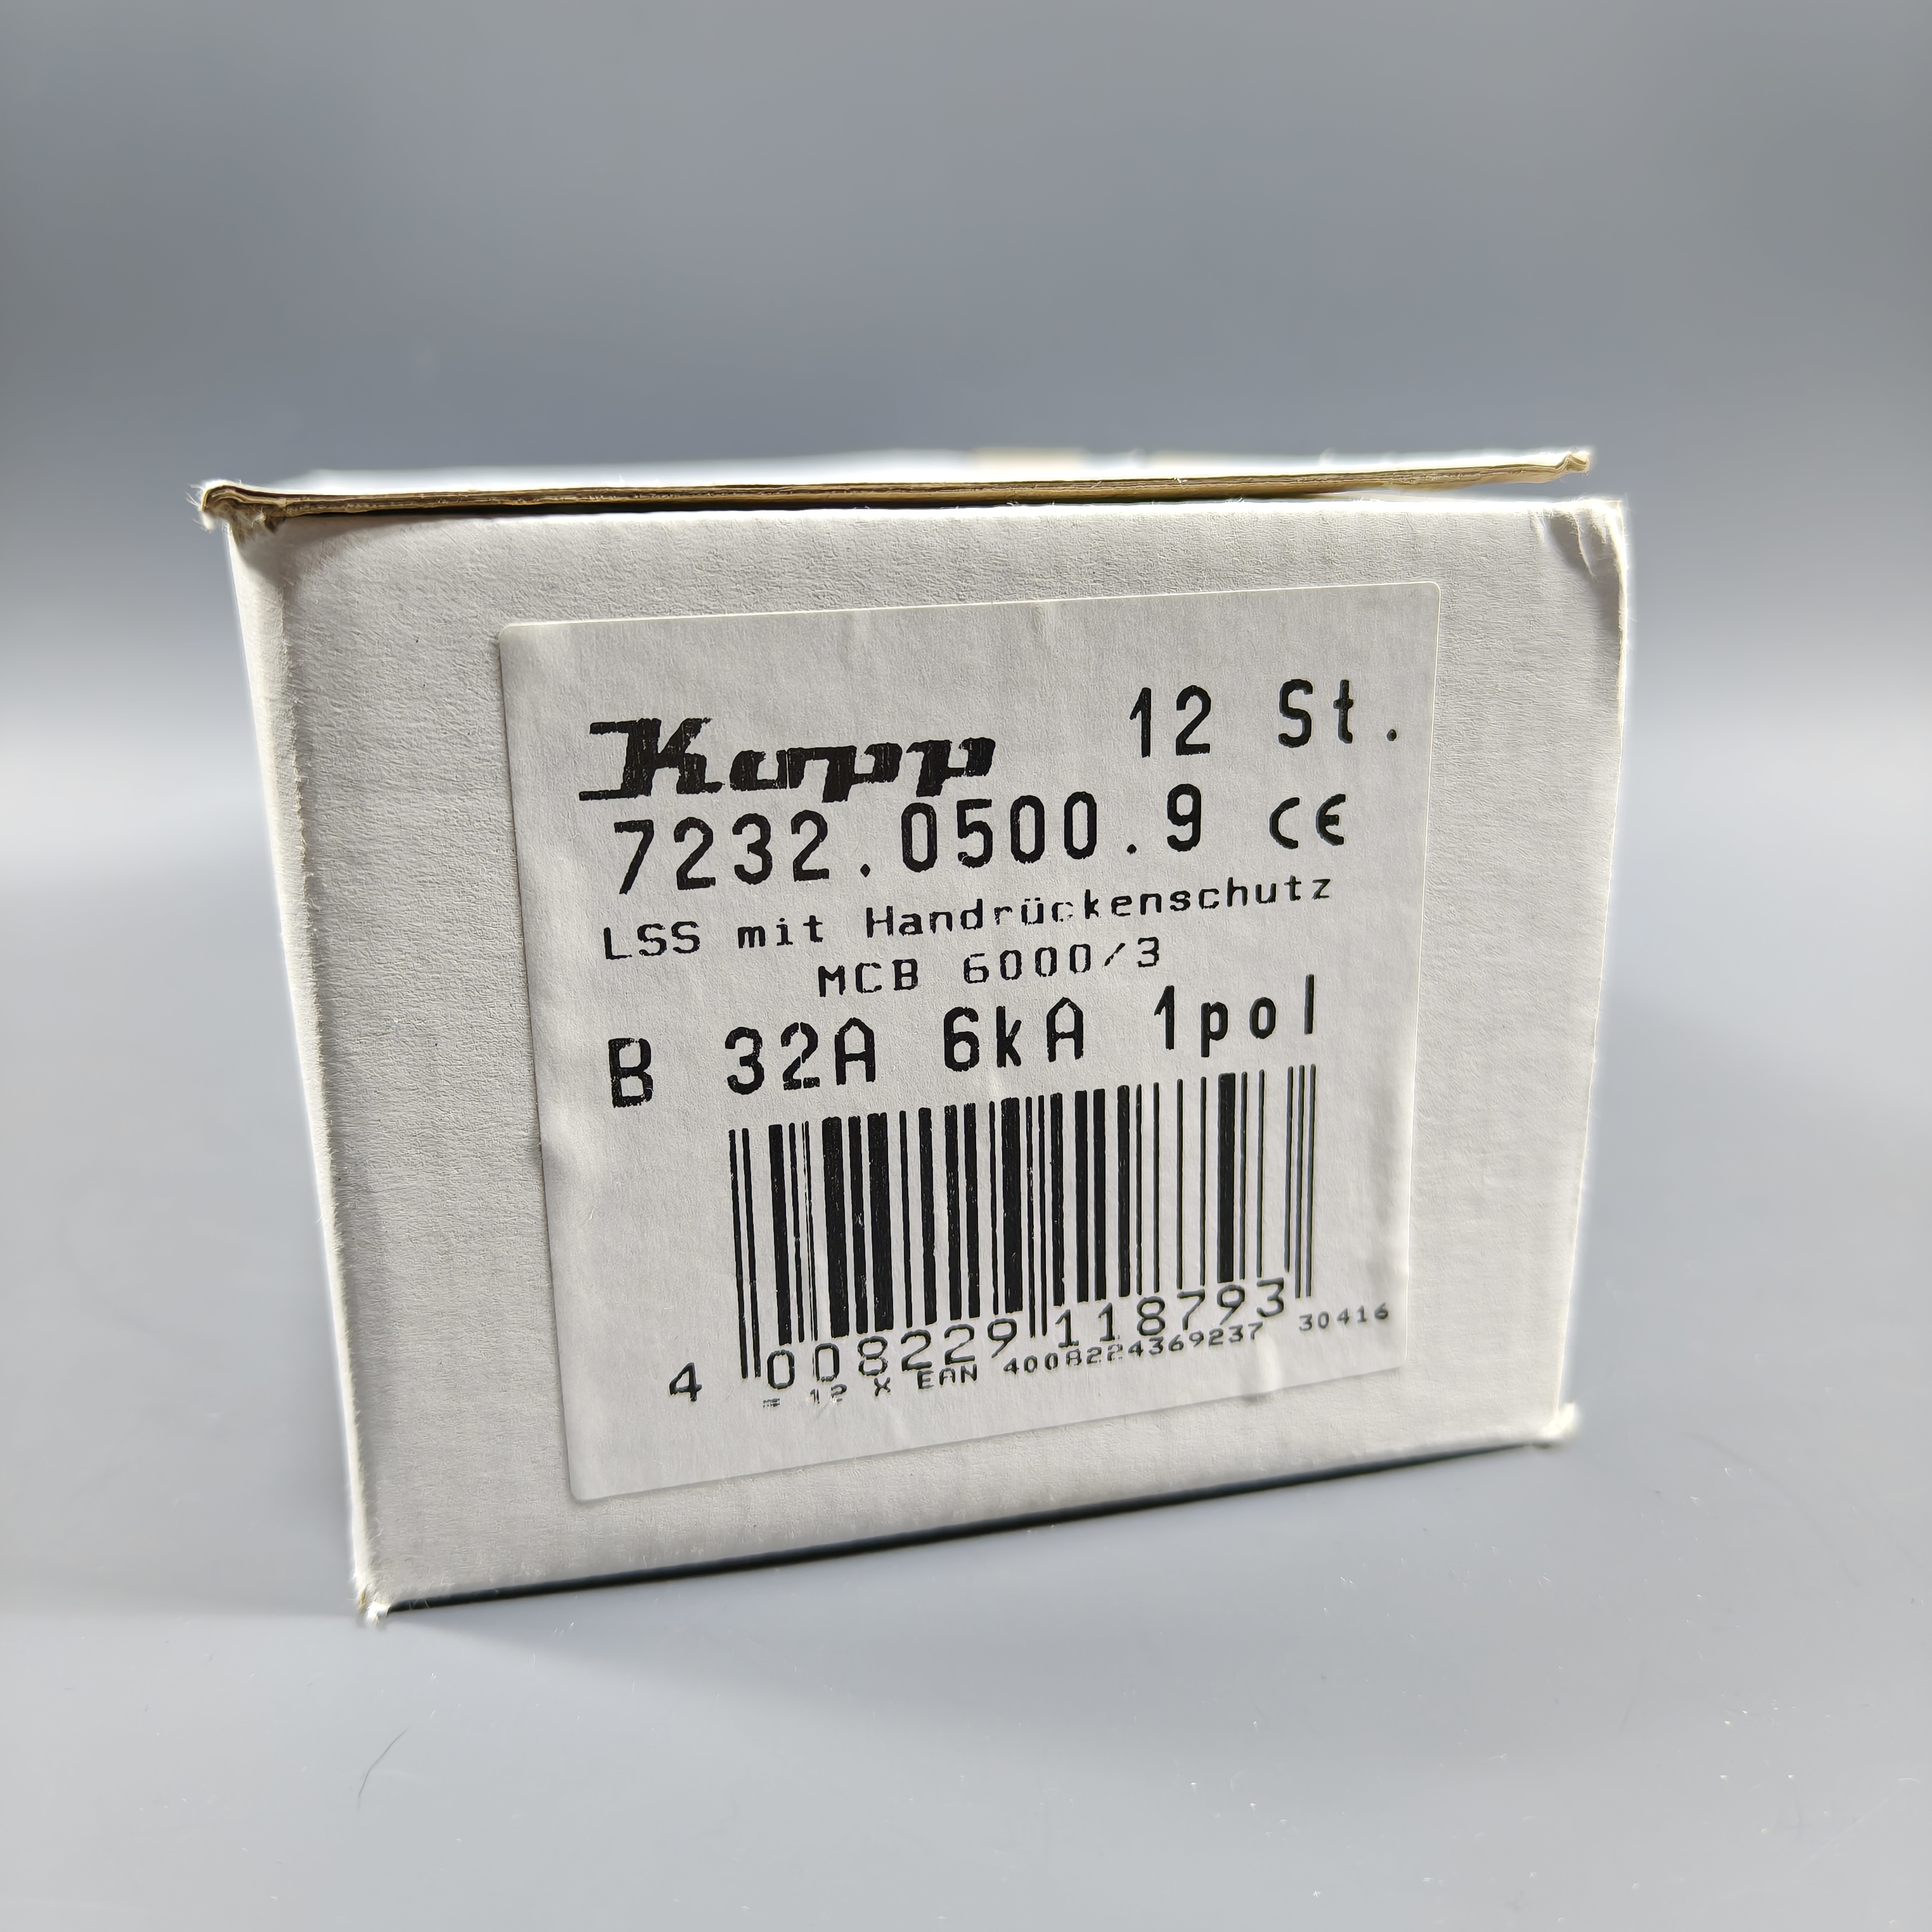 Kopp 12 St.
7232.0500.9 CE
LSS mit Handrückenschutz
MCB 6000/3
B 32A 6kA 1pol
4 008229 118793
= 12 X EAN 4008224369237 30416